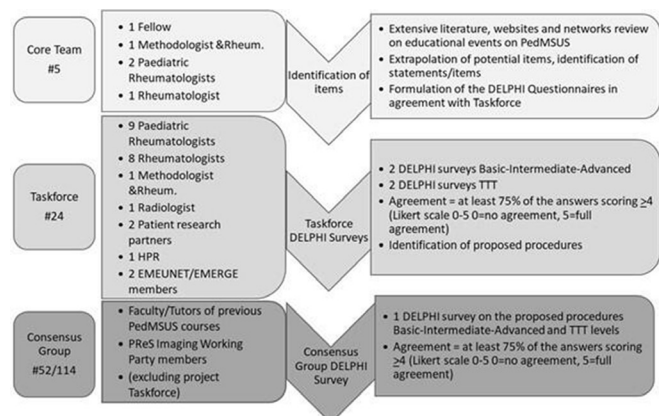 Core Team
#5
• 1 Fellow
• 1 Methodologist &Rheum.
• 2 Paediatric
Rheumatologists
• 1 Rheumatologist
Identification of
items
• Extensive literature, websites and networks review
on educational events on PedMSUS
• Extrapolation of potential items, identification of
statements/items
• Formulation of the DELPHI Questionnaires in
agreement with Taskforce
Taskforce
#24
• 9 Paediatric
Rheumatologists
• 8 Rheumatologists
• 1 Methodologist
&Rheum.
• 1 Radiologist
• 2 Patient research
partners
• 1 HPR
• 2 EMEUNET/EMERGE
members
Taskforce
DELPHI Surveys
• 2 DELPHI surveys Basic-Intermediate-Advanced
• 2 DELPHI surveys TTT
• Agreement = at least 75% of the answers scoring ≥4
(Likert scale 0-5 0=no agreement, 5=full
agreement)
• Identification of proposed procedures
Consensus
Group
#52/114
• Faculty/Tutors of previous
PedMSUS courses
• PReS Imaging Working
Party members
• (excluding project
Taskforce)
Consensus
Group DELPHI
Survey
• 1 DELPHI survey on the proposed procedures
Basic-Intermediate-Advanced and TTT levels
• Agreement = at least 75% of the answers scoring
≥4 (Likert scale 0-5 0=no agreement, 5=full
agreement)